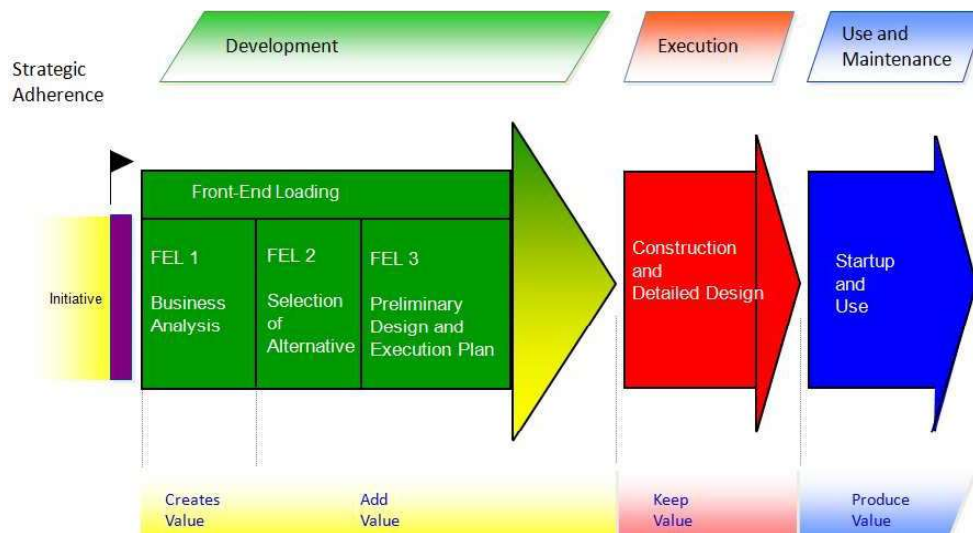 Development
Execution
Use and
Maintenance
Strategic
Adherence
Front-End Loading
Initiative
FEL 1
Business
Analysis
FEL 2
Selection
of
Alternative
FEL 3
Preliminary
Design and
Execution Plan
Construction
and
Detailed Design
Startup
and
Use
Creates
Value
Add
Value
Keep
Value
Produce
Value